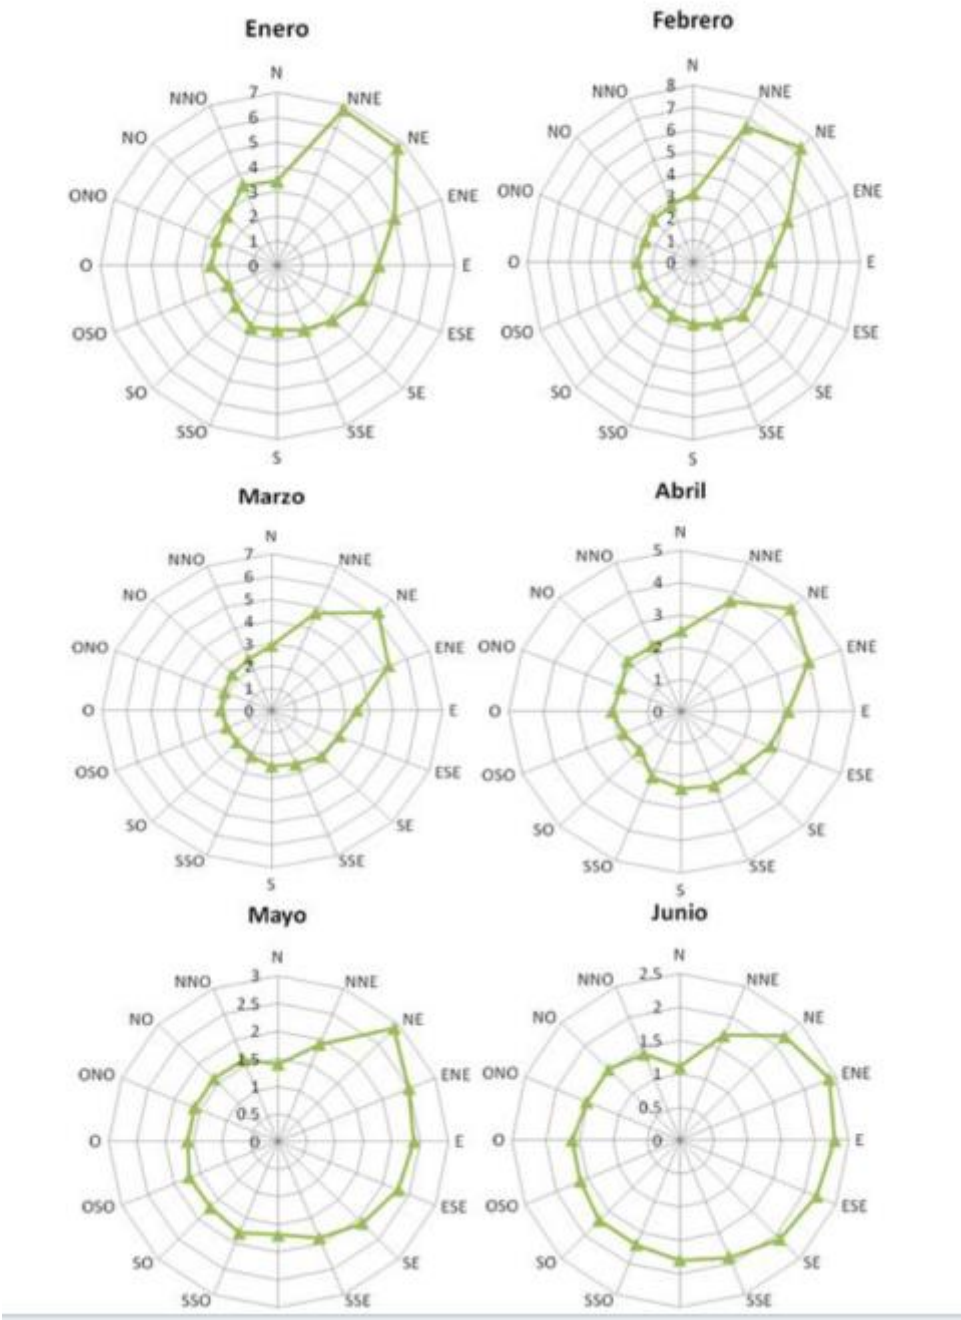 Enero
N
7
NNO
NNE
6
NO
NE
5
4
ONO
ENE
3
2
1
O
0
E
OSO
ESE
SO
SE
SSO
SSE
S
Febrero
N
8
NNO
NNE
7
6
NO
NE
5
4
ONO
ENE
3
2
1
O
0
E
OSO
ESE
SO
SE
SSO
SSE
S
Marzo
N
7
NNO
NNE
6
5
NO
NE
4
3
ONO
ENE
2
1
O
0
E
OSO
ESE
SO
SE
SSO
SSE
S
Abril
N
5
NNO
NNE
4
NO
NE
3
2
ONO
ENE
1
O
0
E
OSO
ESE
SO
SE
SSO
SSE
S
Mayo
N
3
NNO
NNE
2.5
NO
NE
2
1.5
ONO
ENE
1
0.5
O
0
E
OSO
ESE
SO
SE
SSO
SSE
Junio
N
2.5
NNO
NNE
2
NO
NE
1.5
1
ONO
ENE
0.5
O
0
E
OSO
ESE
SO
SE
SSO
SSE